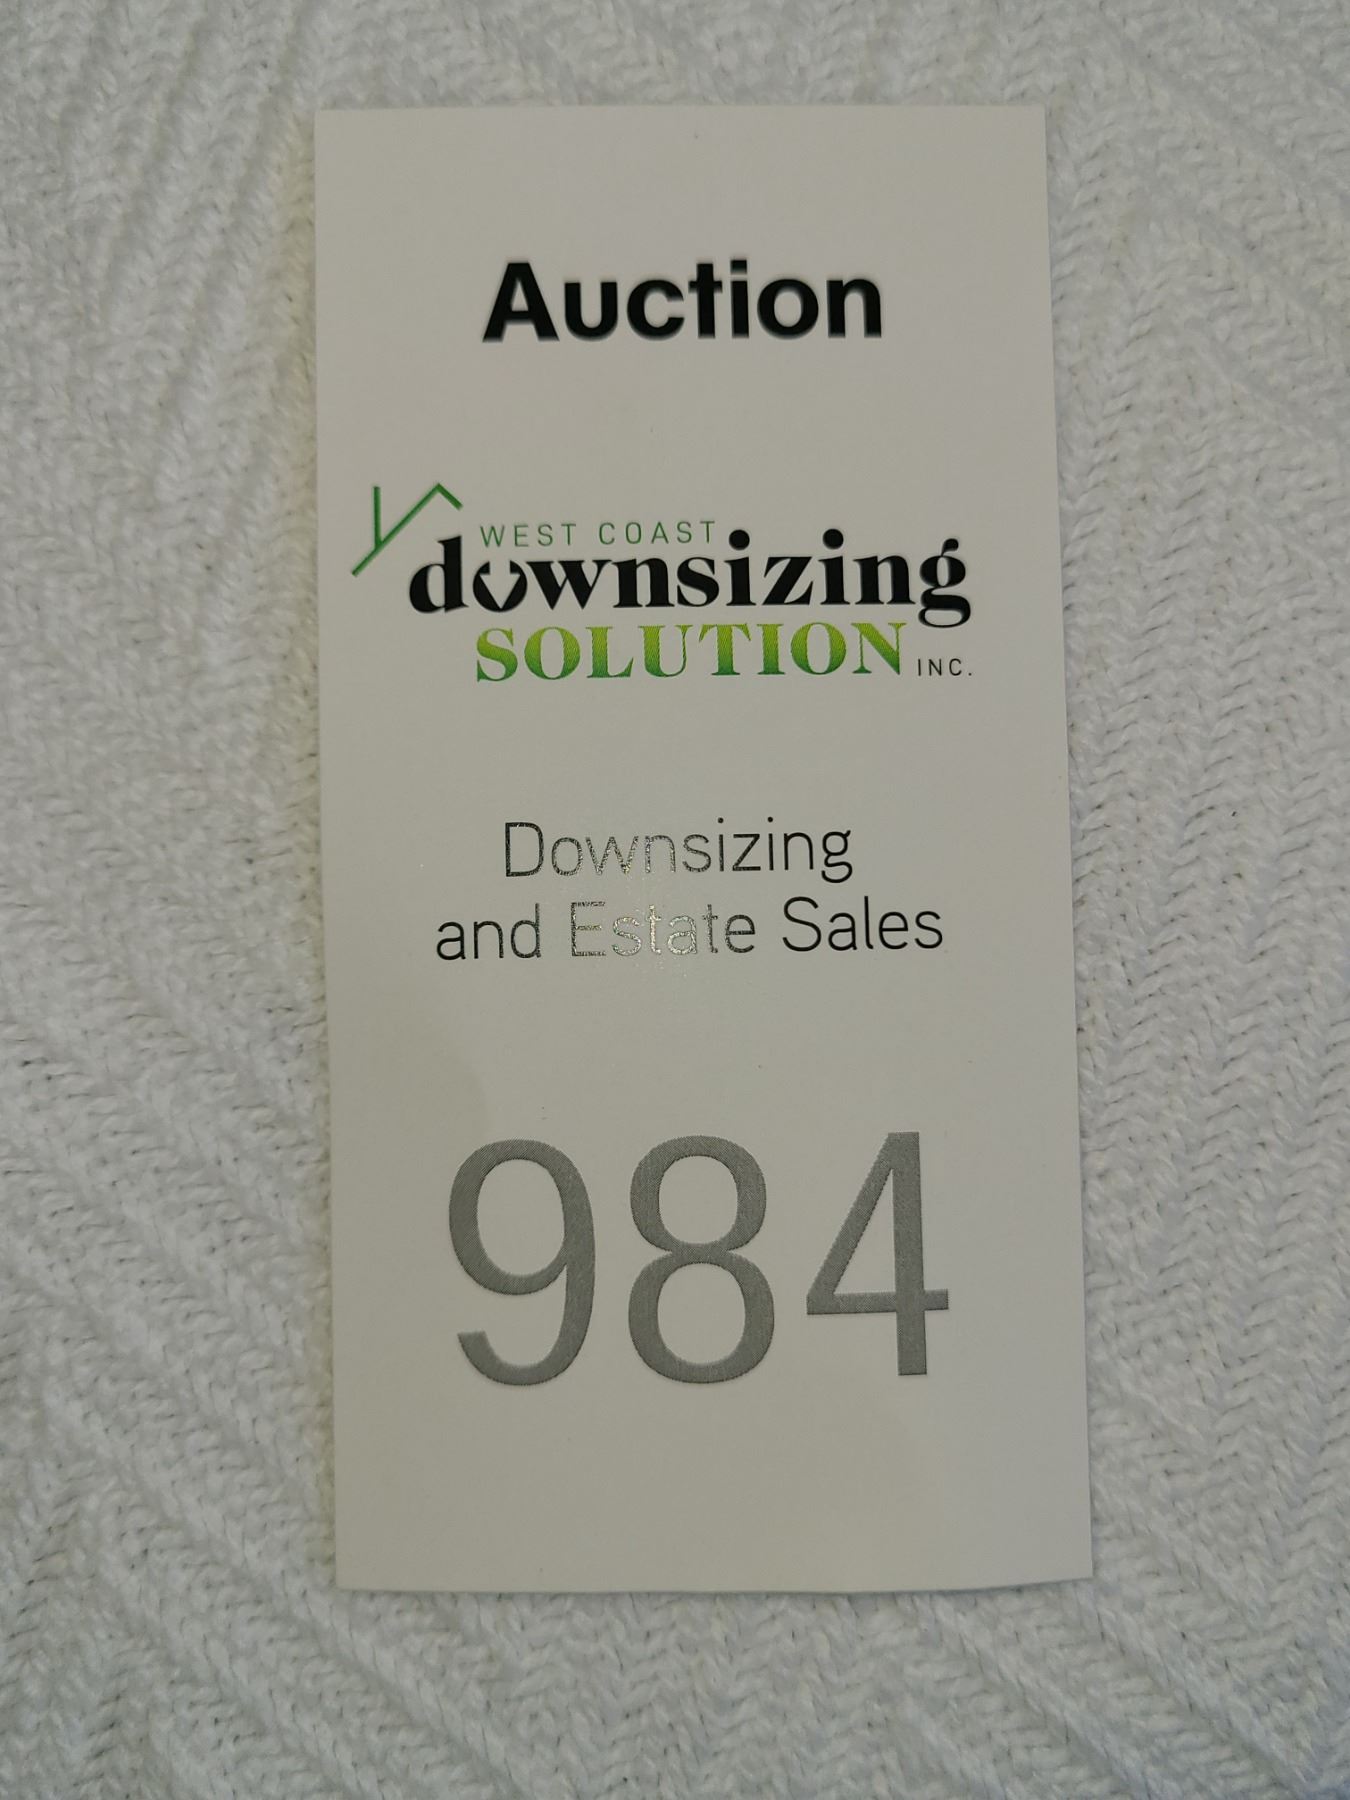 Auction
WEST COAST
downsizing
SOLUTION INC.
Downsizing
and Estate Sales
984